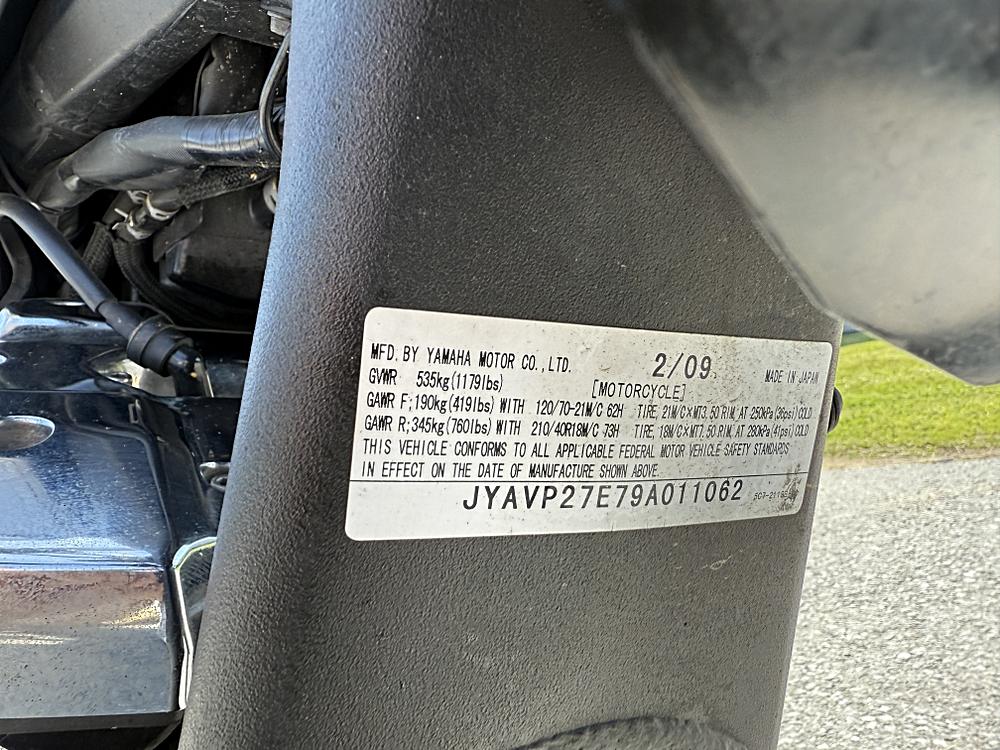 MFD. BY YAMAHA MOTOR CO., LTD. 2/09 MADE IN JAPAN
GVWR 535kg(1179lbs) [MOTORCYCLE]
GAWR F;190kg(419lbs) WITH 120/70-21M/C 62H TIRE, 21M/C×MT3.50 RIM, AT 250kPa(36psi) COLD
GAWR R;345kg(760lbs) WITH 210/40R18M/C 73H TIRE, 18M/C×MT7.50 RIM, AT 280kPa(41psi) COLD
THIS VEHICLE CONFORMS TO ALL APPLICABLE FEDERAL MOTOR VEHICLE SAFETY STANDARDS
IN EFFECT ON THE DATE OF MANUFACTURE SHOWN ABOVE.
JYAVP27E79A011062